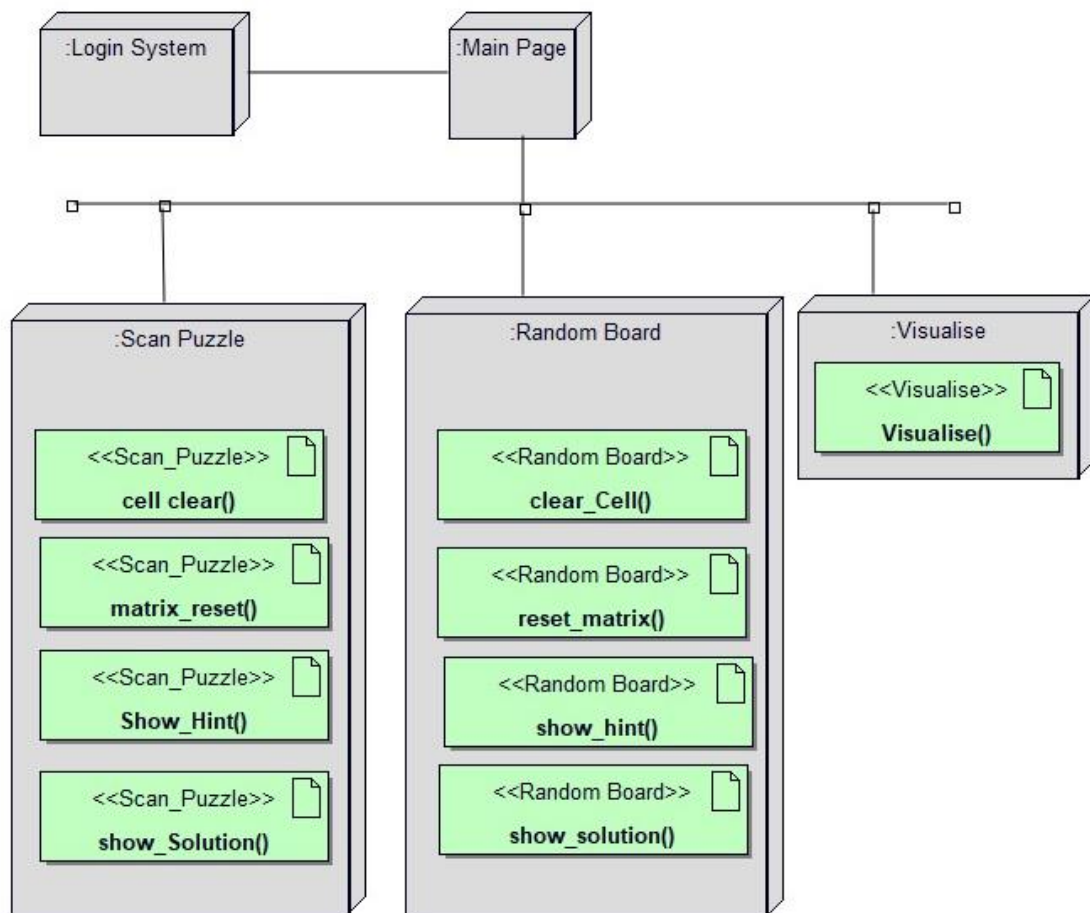 :Login System
:Main Page
:Scan Puzzle
<<Scan_Puzzle>>
cell clear()
<<Scan_Puzzle>>
matrix_reset()
<<Scan_Puzzle>>
Show_Hint()
<<Scan_Puzzle>>
show_Solution()
:Random Board
<<Random Board>>
clear_Cell()
<<Random Board>>
reset_matrix()
<<Random Board>>
show_hint()
<<Random Board>>
show_solution()
:Visualise
<<Visualise>>
Visualise()